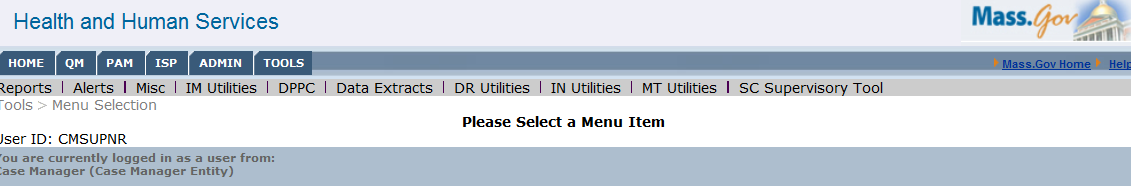 Health and Human Services
Mass.Gov
HOME QM PAM ISP ADMIN TOOLS
Mass.Gov Home Help
Reports | Alerts | Misc | IM Utilities | DPPC | Data Extracts | DR Utilities | IN Utilities | MT Utilities | SC Supervisory Tool
Tools > Menu Selection
Please Select a Menu Item
User ID: CMSUPNR
You are currently logged in as a user from:
Case Manager (Case Manager Entity)